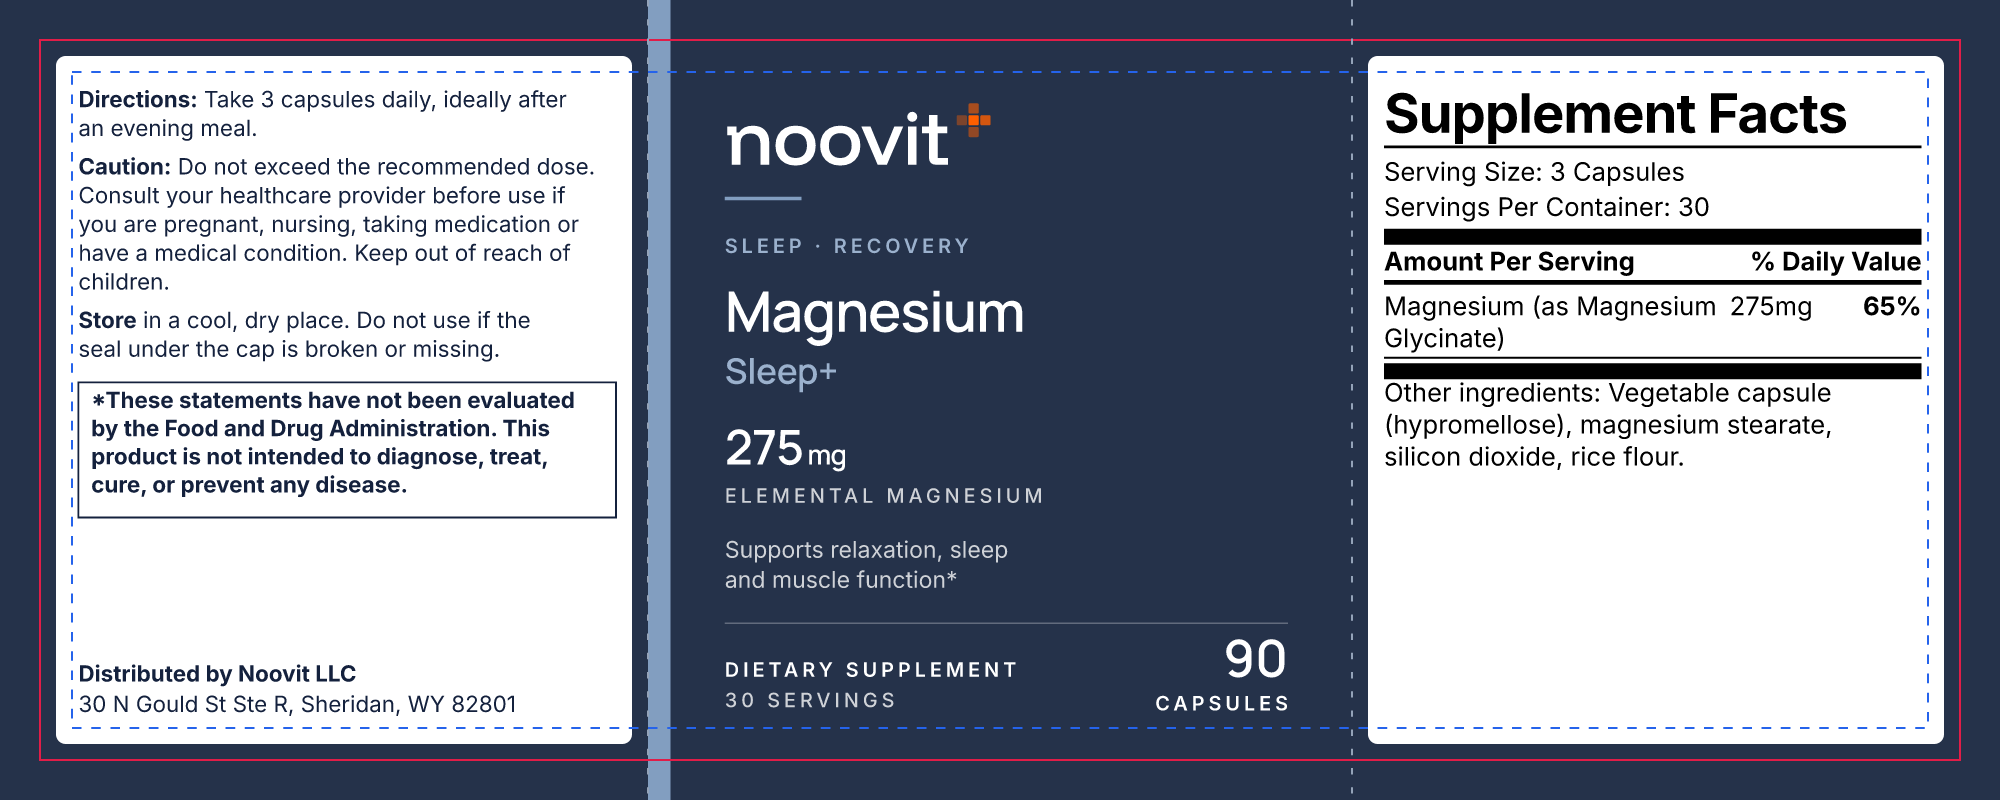 Directions: Take 3 capsules daily, ideally after
an evening meal.
Caution: Do not exceed the recommended dose.
Consult your healthcare provider before use if
you are pregnant, nursing, taking medication or
have a medical condition. Keep out of reach of
children.
Store in a cool, dry place. Do not use if the
seal under the cap is broken or missing.
*These statements have not been evaluated
by the Food and Drug Administration. This
product is not intended to diagnose, treat,
cure, or prevent any disease.
Distributed by Noovit LLC
30 N Gould St Ste R, Sheridan, WY 82801
noovit
SLEEP · RECOVERY
Magnesium
Sleep+
275 mg
ELEMENTAL MAGNESIUM
Supports relaxation, sleep
and muscle function*
DIETARY SUPPLEMENT
30 SERVINGS
90
CAPSULES
Supplement Facts
Serving Size: 3 Capsules
Servings Per Container: 30
Amount Per Serving % Daily Value
Magnesium (as Magnesium 275mg 65%
Glycinate)
Other ingredients: Vegetable capsule
(hypromellose), magnesium stearate,
silicon dioxide, rice flour.